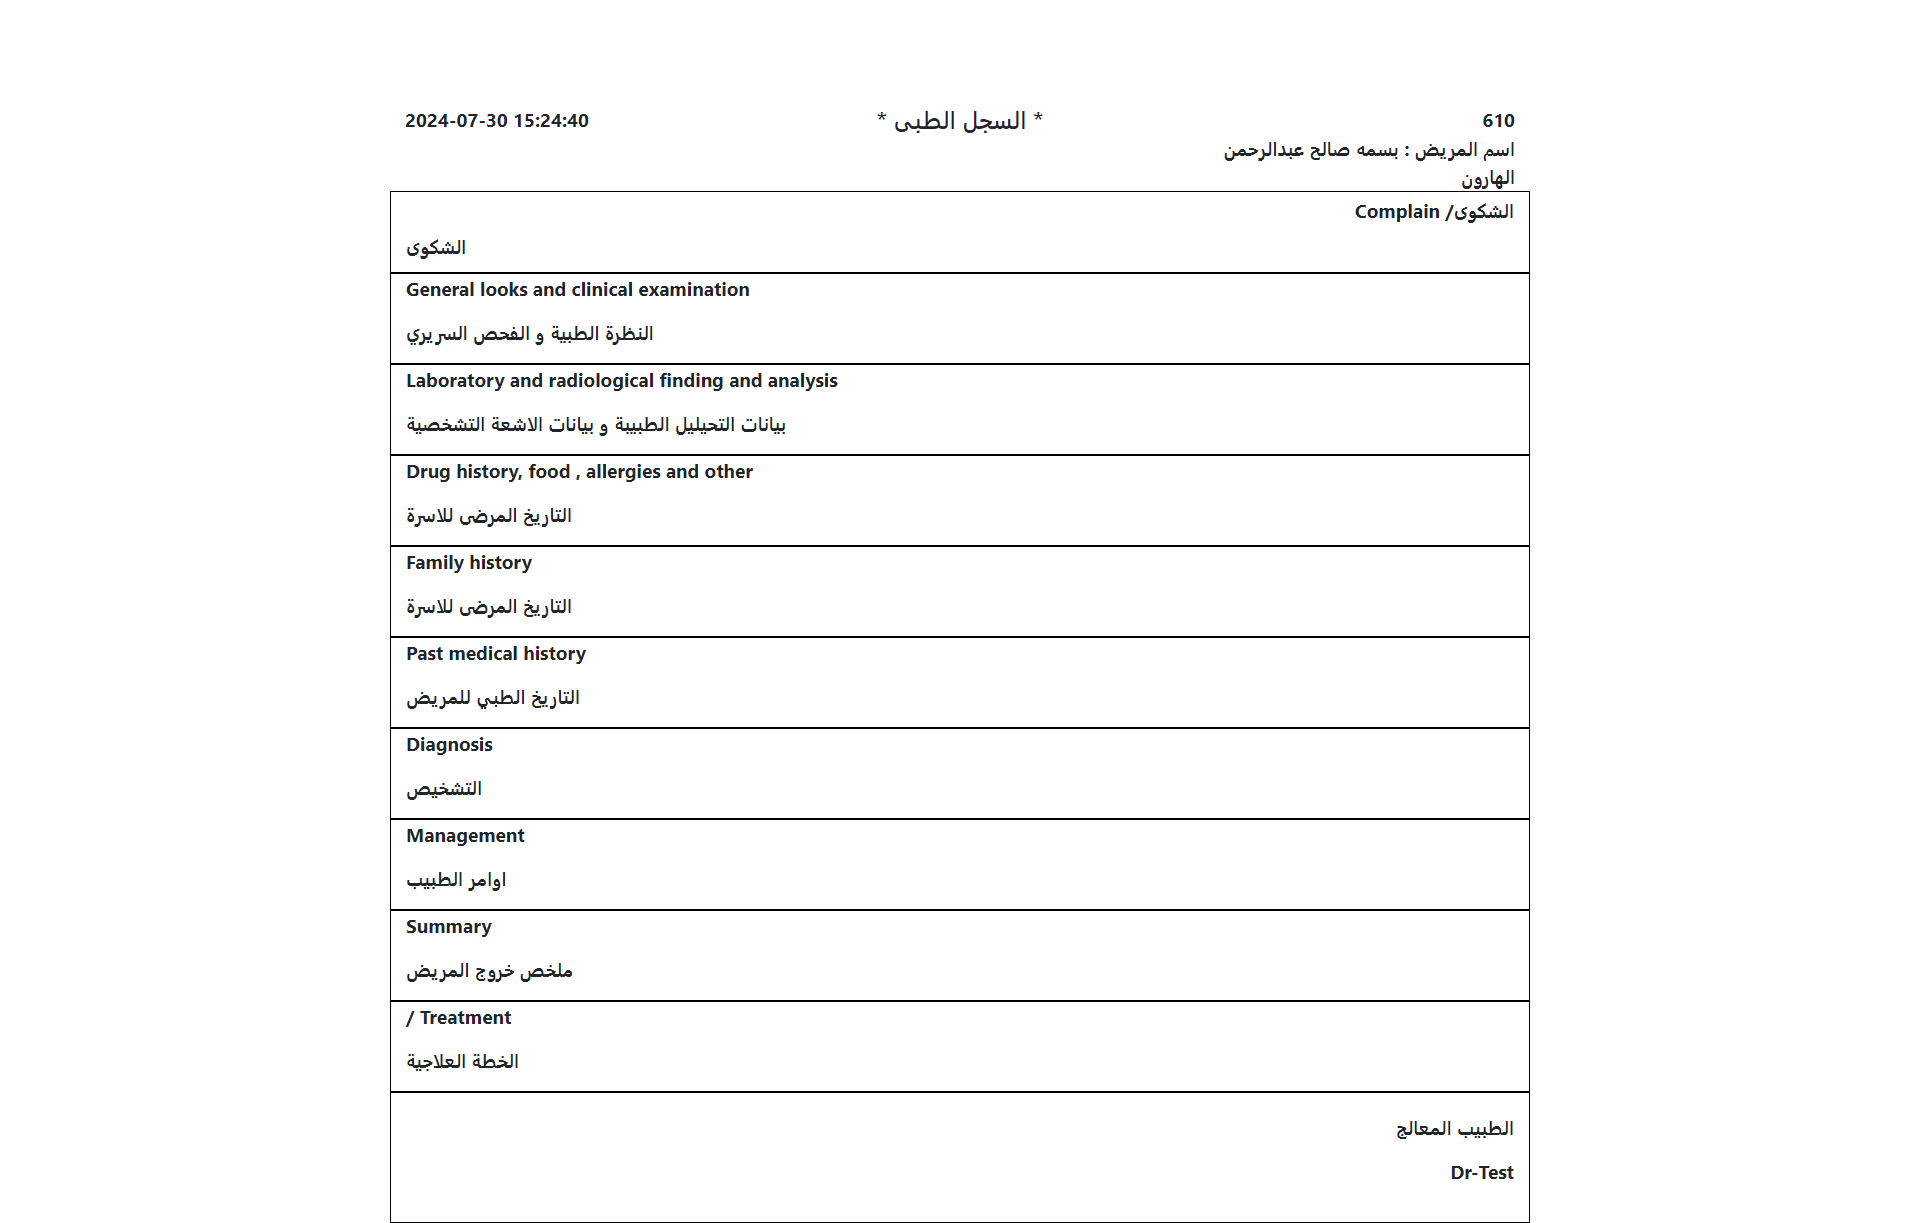 610
* السجل الطبى *
2024-07-30 15:24:40
اسم المريض : بسمه صالح عبدالرحمن
الهارون
الشكوى/ Complain
الشكوى
General looks and clinical examination
النظرة الطبية و الفحص السريري
Laboratory and radiological finding and analysis
بيانات التحيليل الطبيبة و بيانات الاشعة التشخصية
Drug history, food , allergies and other
التاريخ المرضى للاسرة
Family history
التاريخ المرضى للاسرة
Past medical history
التاريخ الطبي للمريض
Diagnosis
التشخيص
Management
اوامر الطبيب
Summary
ملخص خروج المريض
/ Treatment
الخطة العلاجية
الطبيب المعالج
Dr-Test